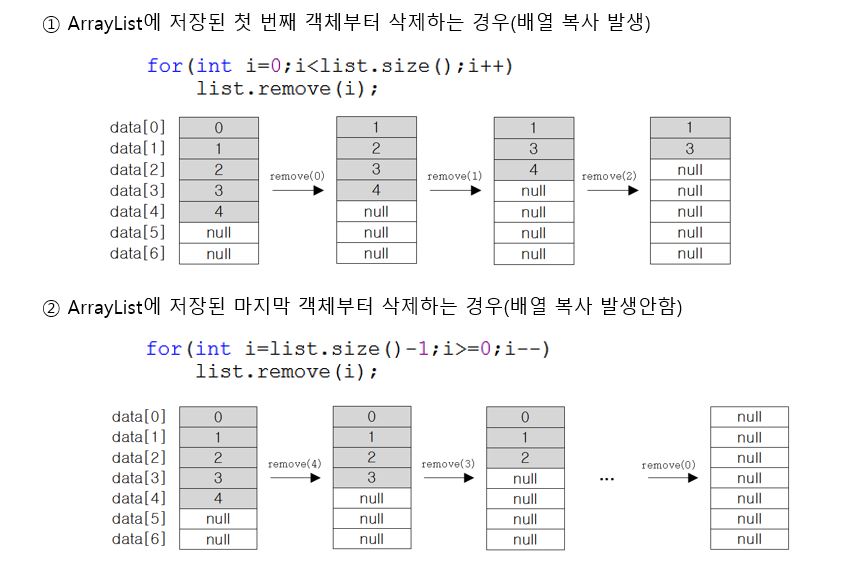 ① ArrayList에 저장된 첫 번째 객체부터 삭제하는 경우(배열 복사 발생)
for(int i=0;i<list.size();i++)
list.remove(i);
data[0] 0 1 1 1
data[1] 1 2 3 3
data[2] 2 3 4 null
remove(0) remove(1) remove(2)
data[3] 3 4 null null
data[4] 4 null null null
data[5] null null null null
data[6] null null null null
② ArrayList에 저장된 마지막 객체부터 삭제하는 경우(배열 복사 발생안함)
for(int i=list.size()-1;i>=0;i--)
list.remove(i);
data[0] 0 0 0 null
data[1] 1 1 1 null
data[2] 2 2 2 null
remove(4) remove(3) remove(0)
data[3] 3 3 null ... null
data[4] 4 null null null
data[5] null null null null
data[6] null null null null